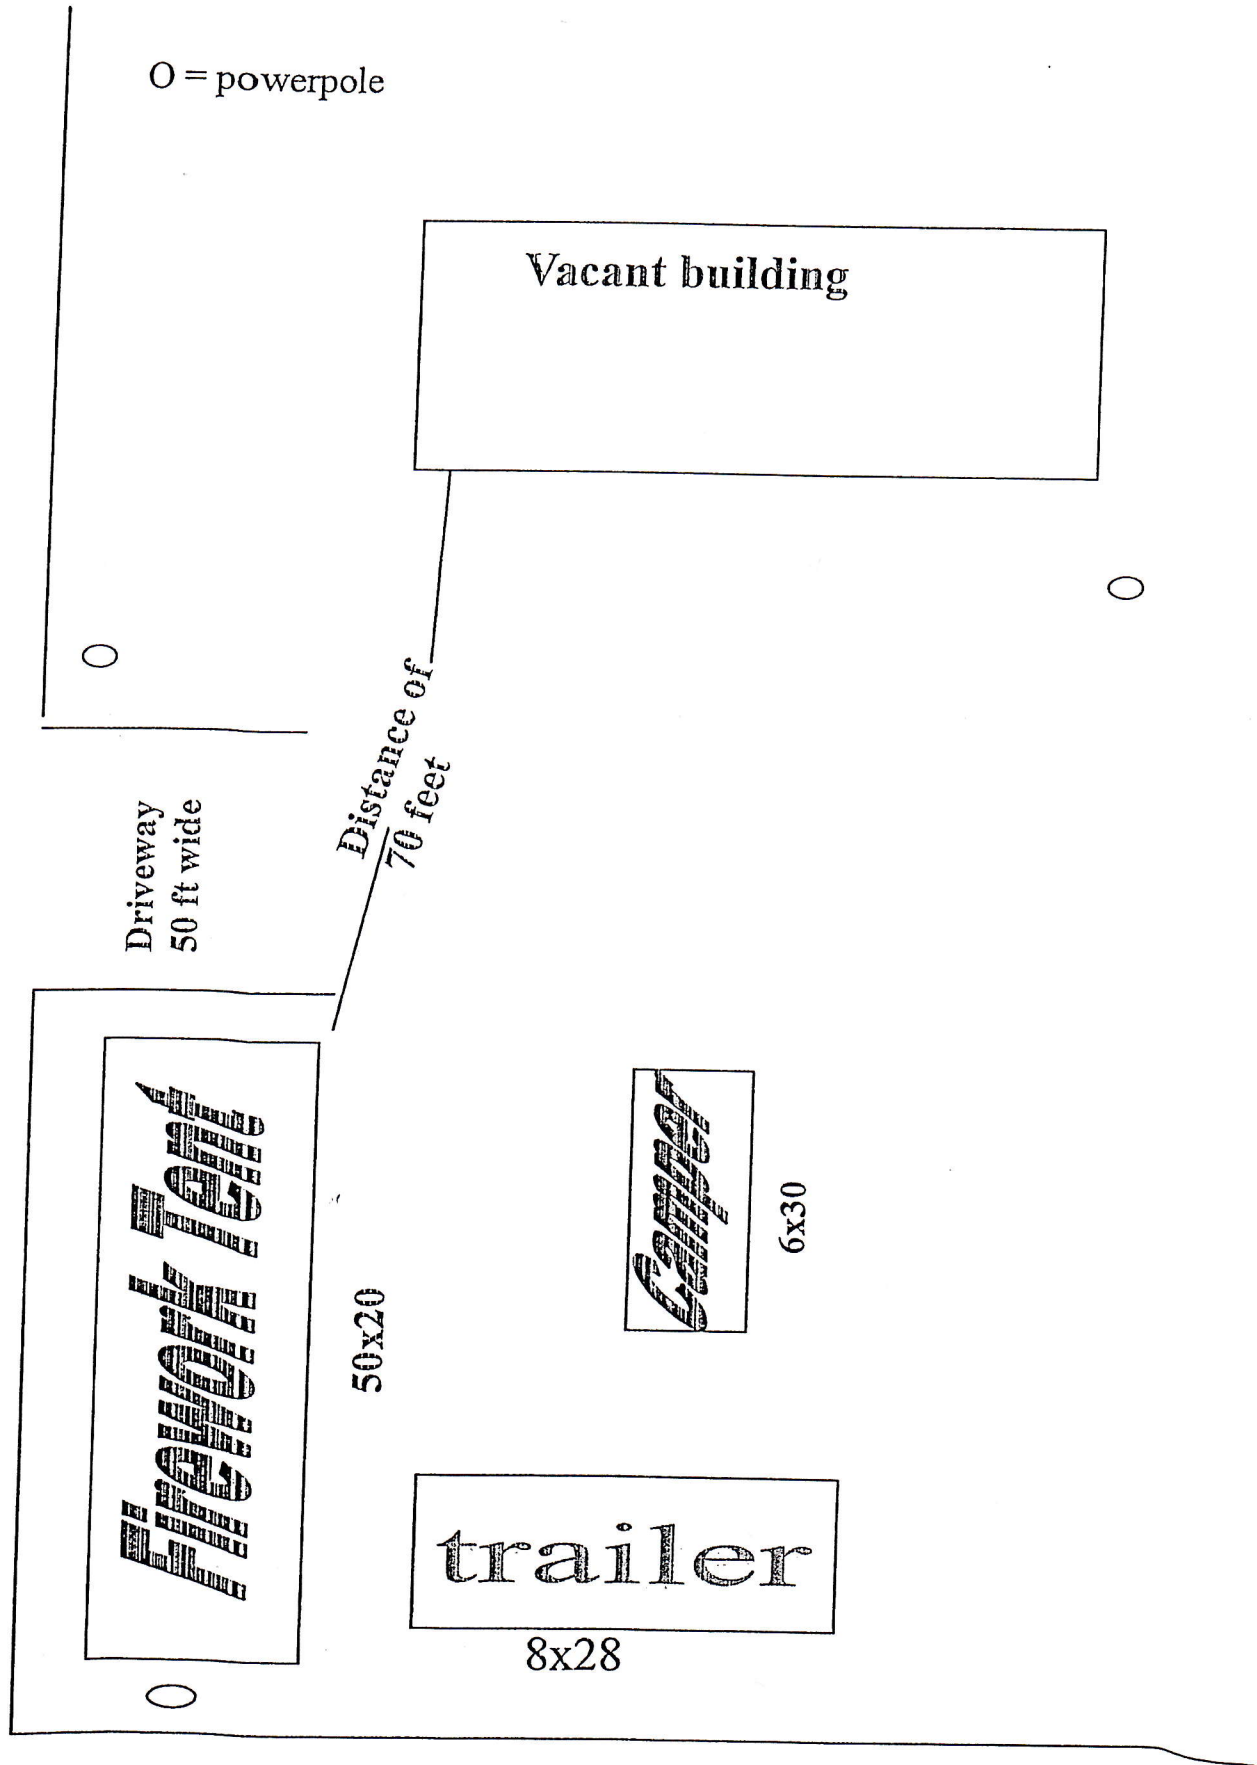 O = powerpole
Vacant building
Distance of
70 feet
Driveway
50 ft wide
Firework Tent
50x20
Camper
6x30
trailer
8x28